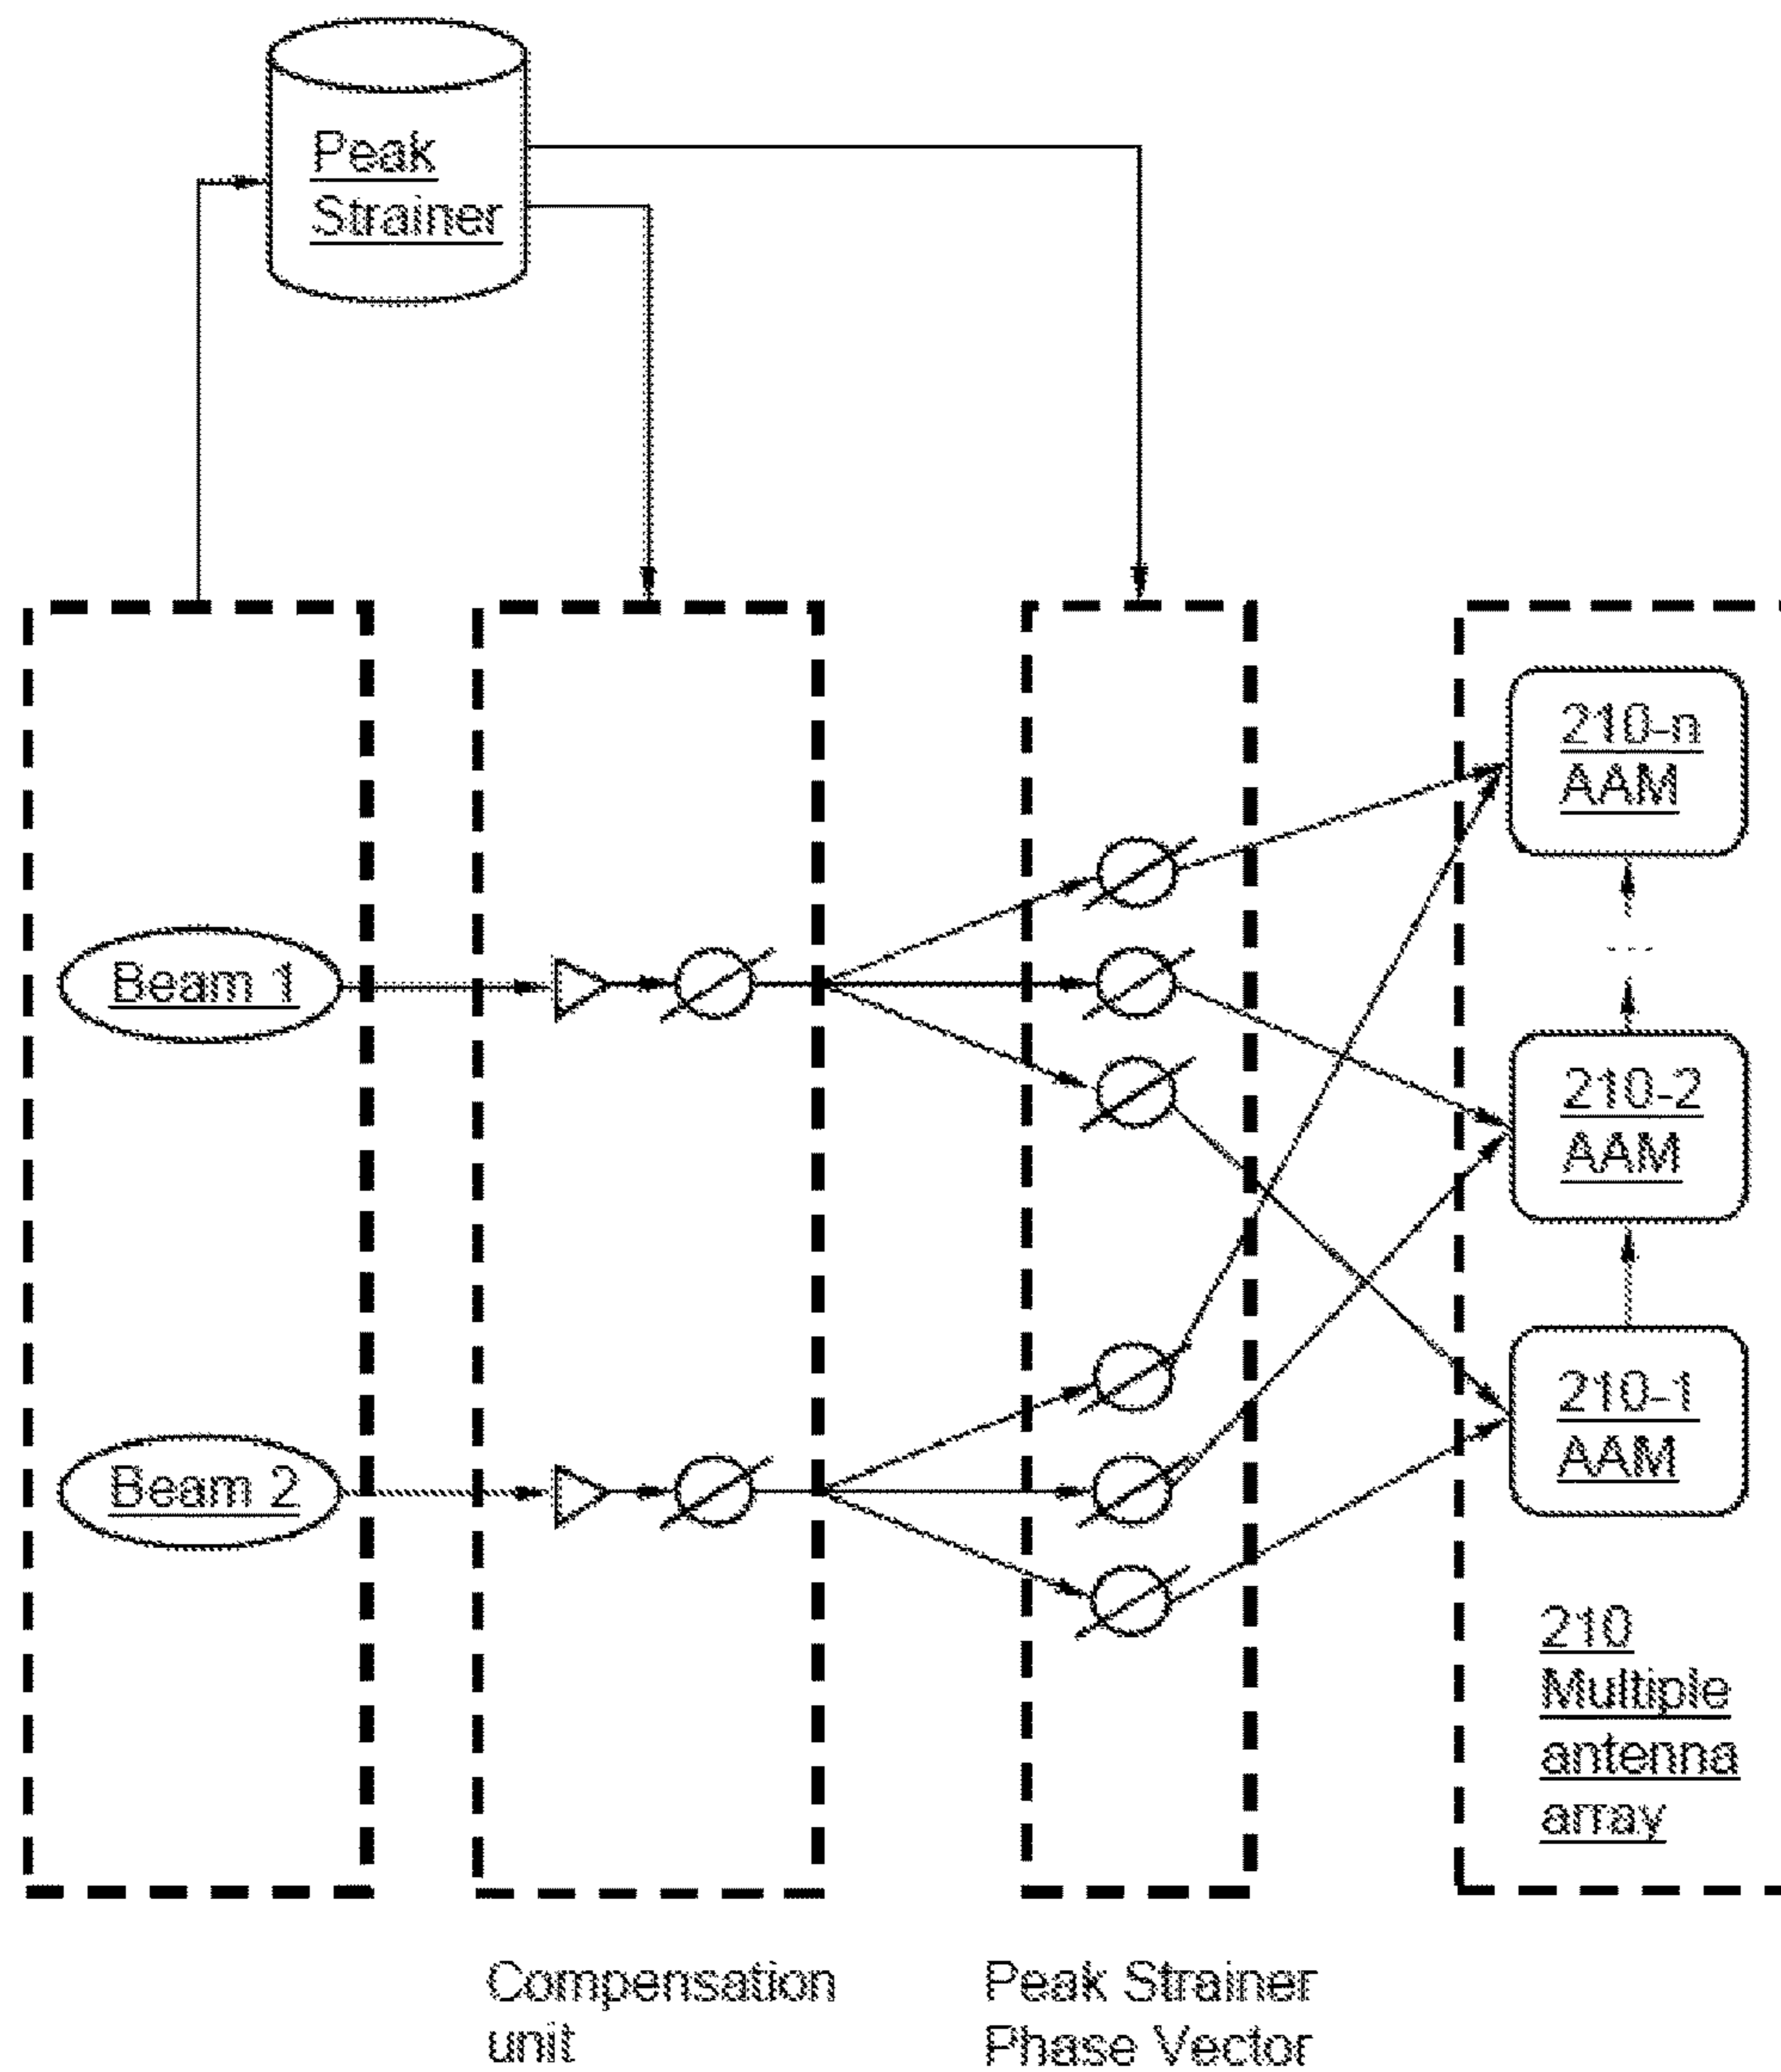 Peak
Strainer
Beam 1
Beam 2
210-n
AAM
210-2
AAM
210-1
AAM
210
Multiple
antenna
array
Compensation
unit
Peak Strainer
Phase Vector